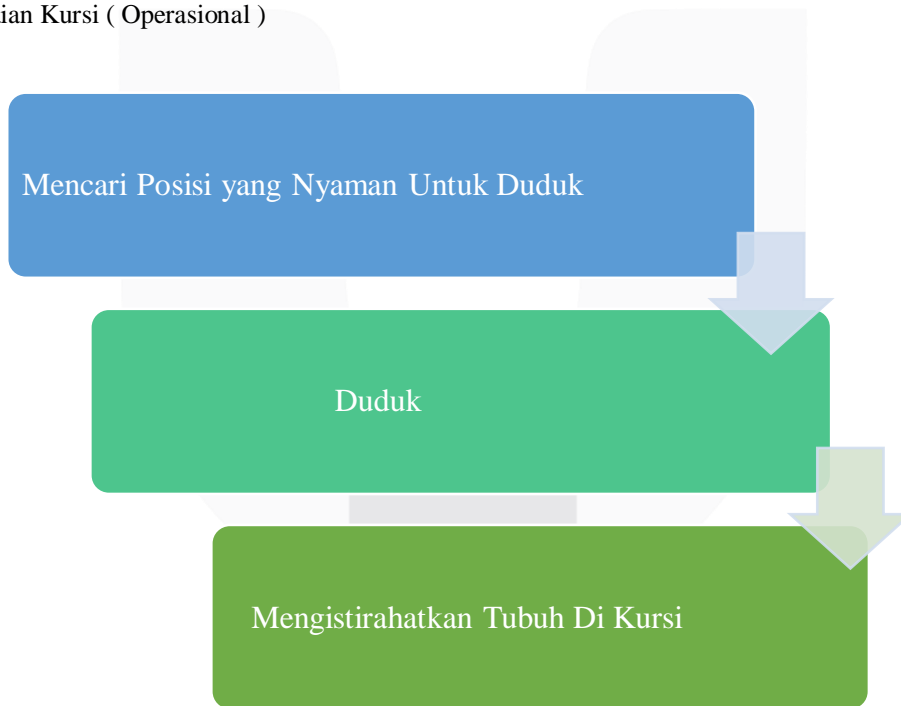 ian Kursi ( Operasional )
Mencari Posisi yang Nyaman Untuk Duduk
Duduk
Mengistirahatkan Tubuh Di Kursi